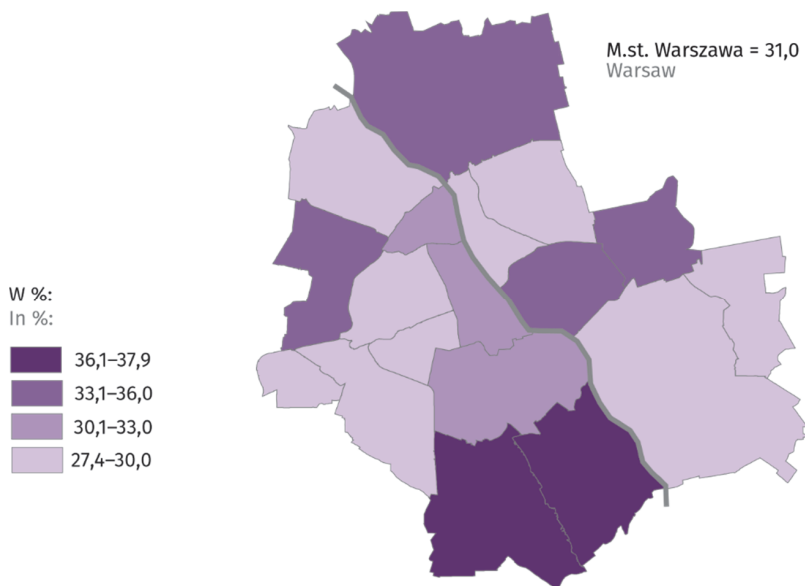 M.st. Warszawa = 31,0
Warsaw
W %:
In %:
36,1–37,9
33,1–36,0
30,1–33,0
27,4–30,0